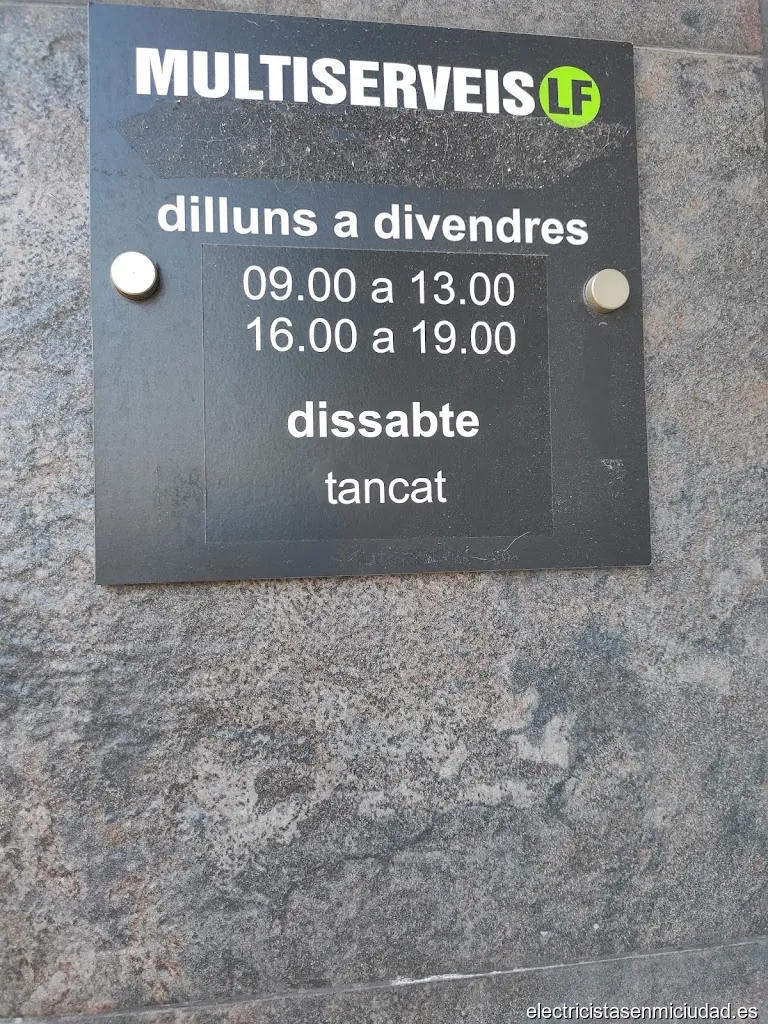 MULTISERVEIS LF
dilluns a divendres
09.00 a 13.00
16.00 a 19.00
dissabte
tancat
electricistasenmiciudad.es